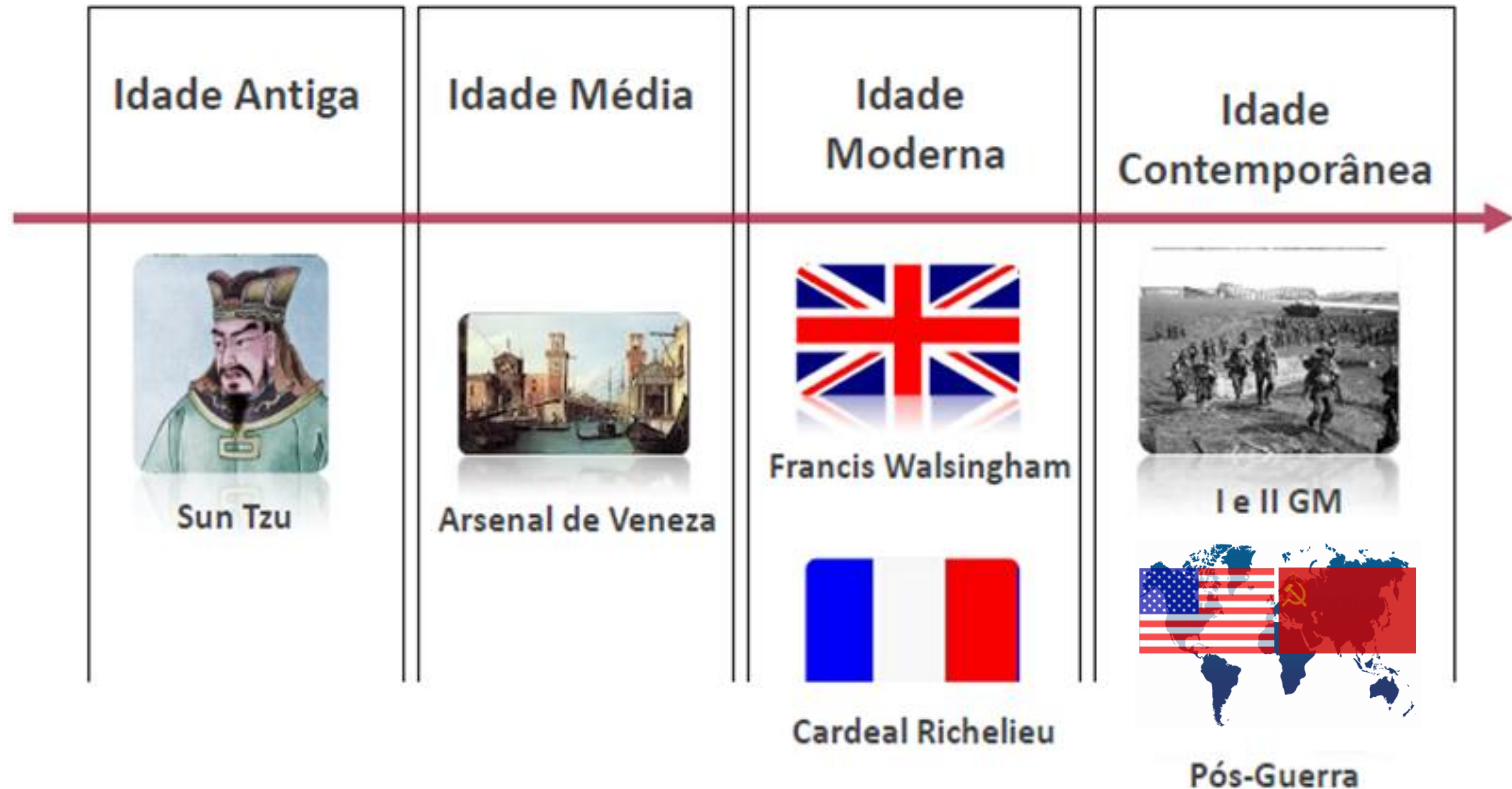 Idade Antiga
Idade Média
Idade
Moderna
Idade
Contemporânea
Sun Tzu
Arsenal de Veneza
Francis Walsingham
Cardeal Richelieu
I e II GM
Pós-Guerra